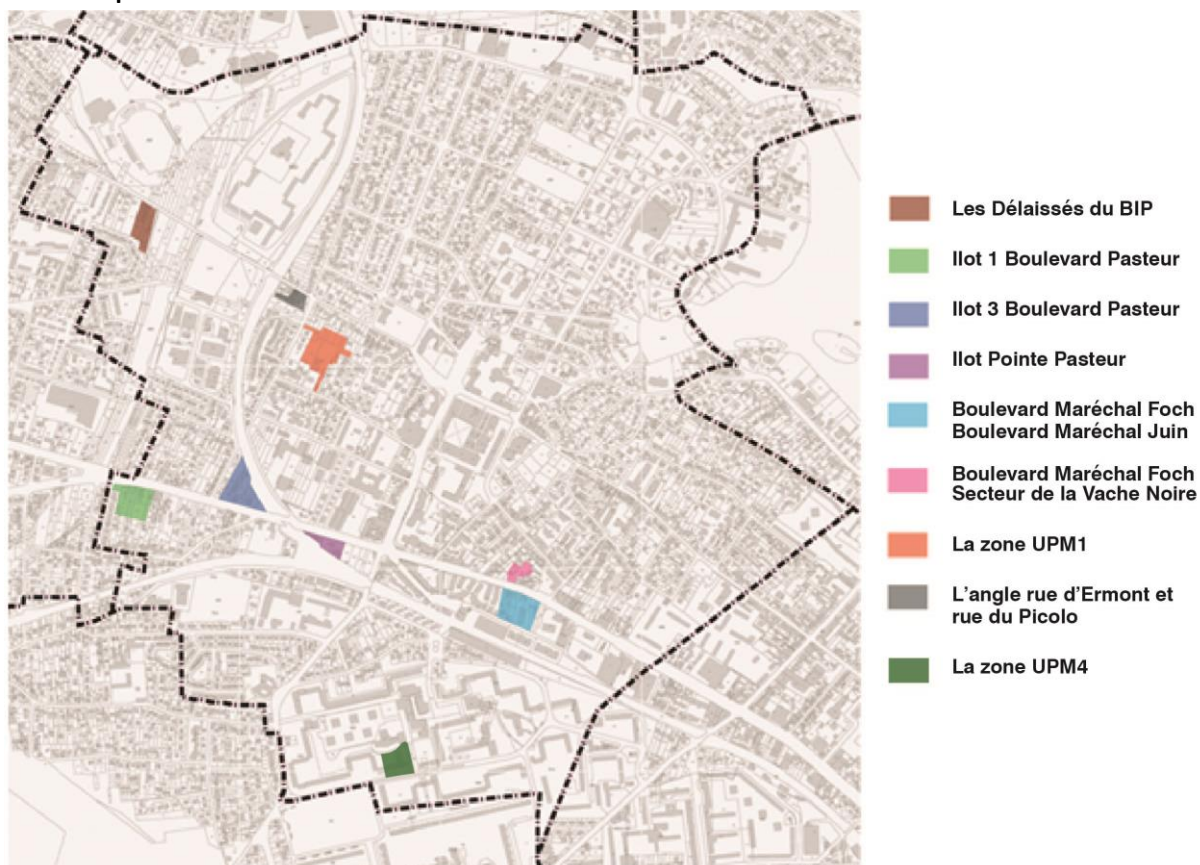 Les Délaissés du BIP
Ilot 1 Boulevard Pasteur
Ilot 3 Boulevard Pasteur
Ilot Pointe Pasteur
Boulevard Maréchal Foch
Boulevard Maréchal Juin
Boulevard Maréchal Foch
Secteur de la Vache Noire
La zone UPM1
L'angle rue d'Ermont et
rue du Picolo
La zone UPM4